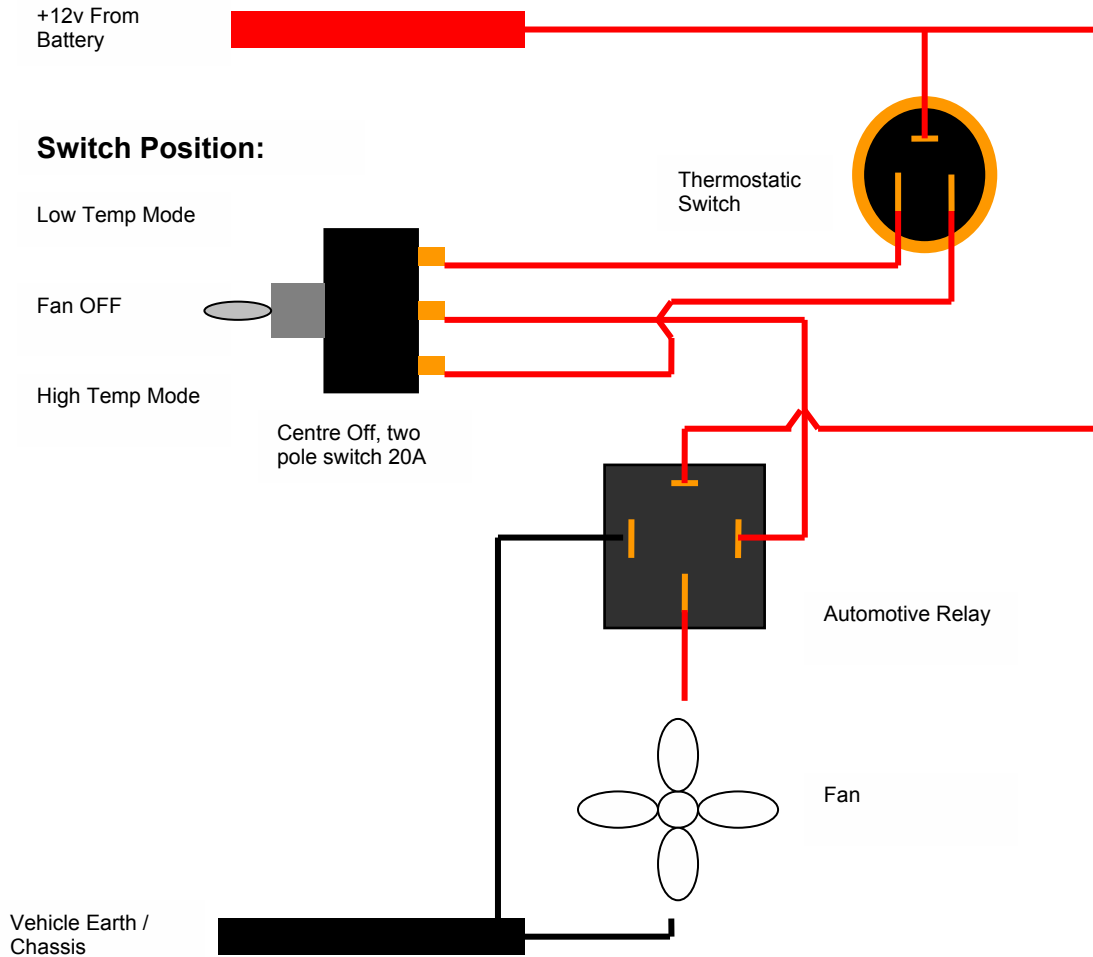 +12v From
Battery
Switch Position:
Thermostatic
Switch
Low Temp Mode
Fan OFF
High Temp Mode
Centre Off, two
pole switch 20A
Automotive Relay
Fan
Vehicle Earth /
Chassis